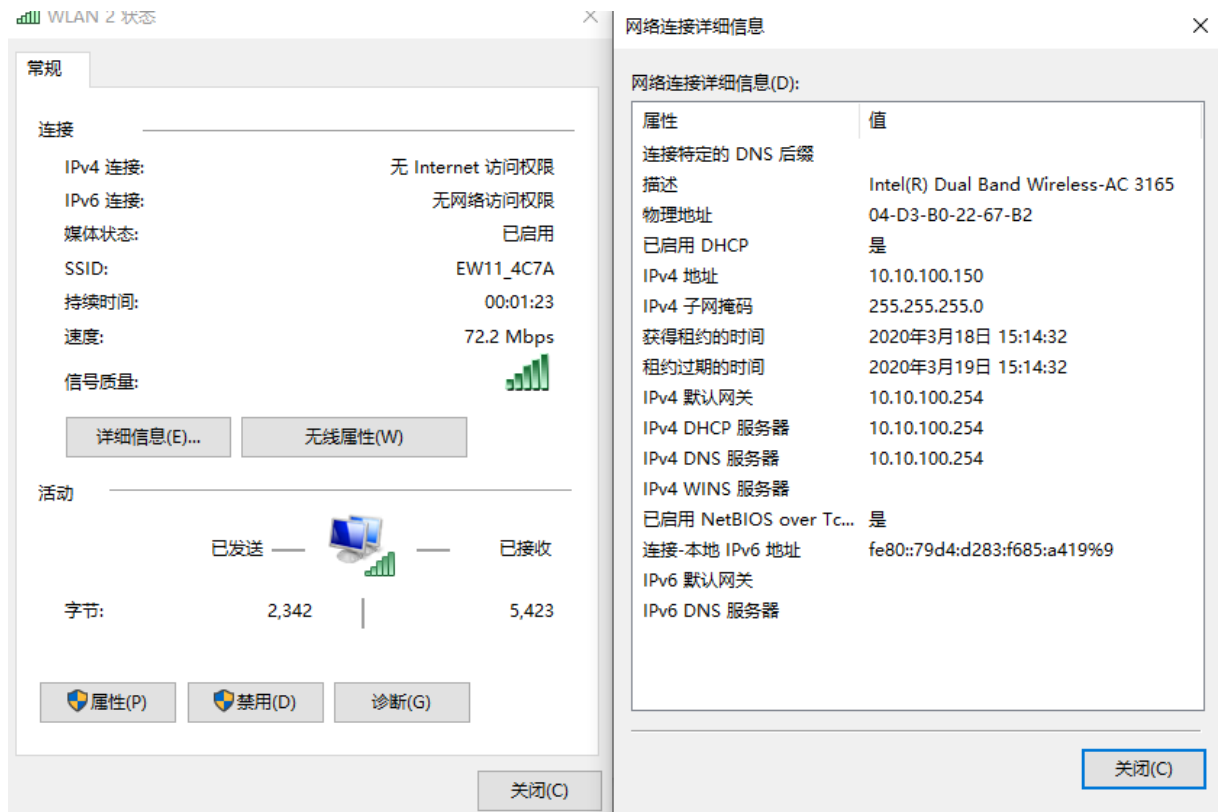 WLAN 2 状态
常规
连接
IPv4 连接: 无 Internet 访问权限
IPv6 连接: 无网络访问权限
媒体状态: 已启用
SSID: EW11_4C7A
持续时间: 00:01:23
速度: 72.2 Mbps
信号质量:
详细信息(E)... 无线属性(W)
活动
已发送 已接收
字节: 2,342 5,423
属性(P) 禁用(D) 诊断(G)
关闭(C)
网络连接详细信息
网络连接详细信息(D):
属性 值
连接特定的 DNS 后缀
描述 Intel(R) Dual Band Wireless-AC 3165
物理地址 04-D3-B0-22-67-B2
已启用 DHCP 是
IPv4 地址 10.10.100.150
IPv4 子网掩码 255.255.255.0
获得租约的时间 2020年3月18日 15:14:32
租约过期的时间 2020年3月19日 15:14:32
IPv4 默认网关 10.10.100.254
IPv4 DHCP 服务器 10.10.100.254
IPv4 DNS 服务器 10.10.100.254
IPv4 WINS 服务器
已启用 NetBIOS over Tc... 是
连接-本地 IPv6 地址 fe80::79d4:d283:f685:a419%9
IPv6 默认网关
IPv6 DNS 服务器
关闭(C)